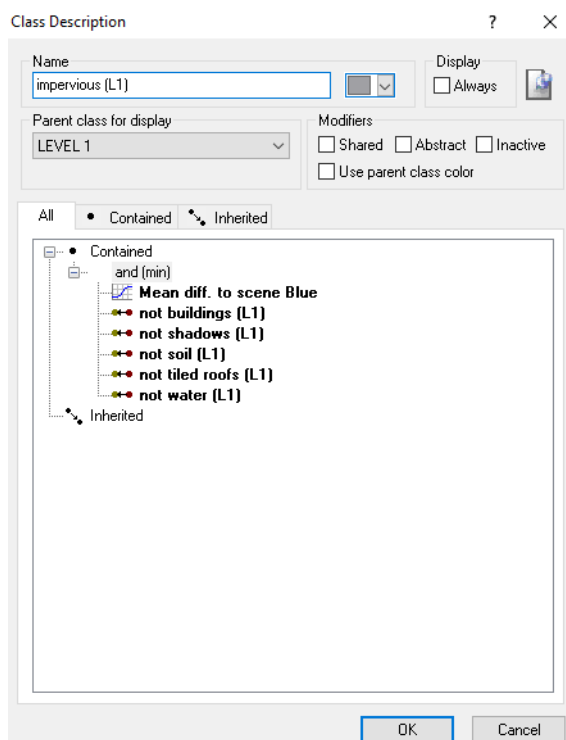 Class Description
?
Name
impervious (L1)
Display
Always
Parent class for display
LEVEL 1
Modifiers
Shared Abstract Inactive
Use parent class color
All Contained Inherited
Contained
and (min)
Mean diff. to scene Blue
not buildings (L1)
not shadows (L1)
not soil (L1)
not tiled roofs (L1)
not water (L1)
Inherited
OK Cancel